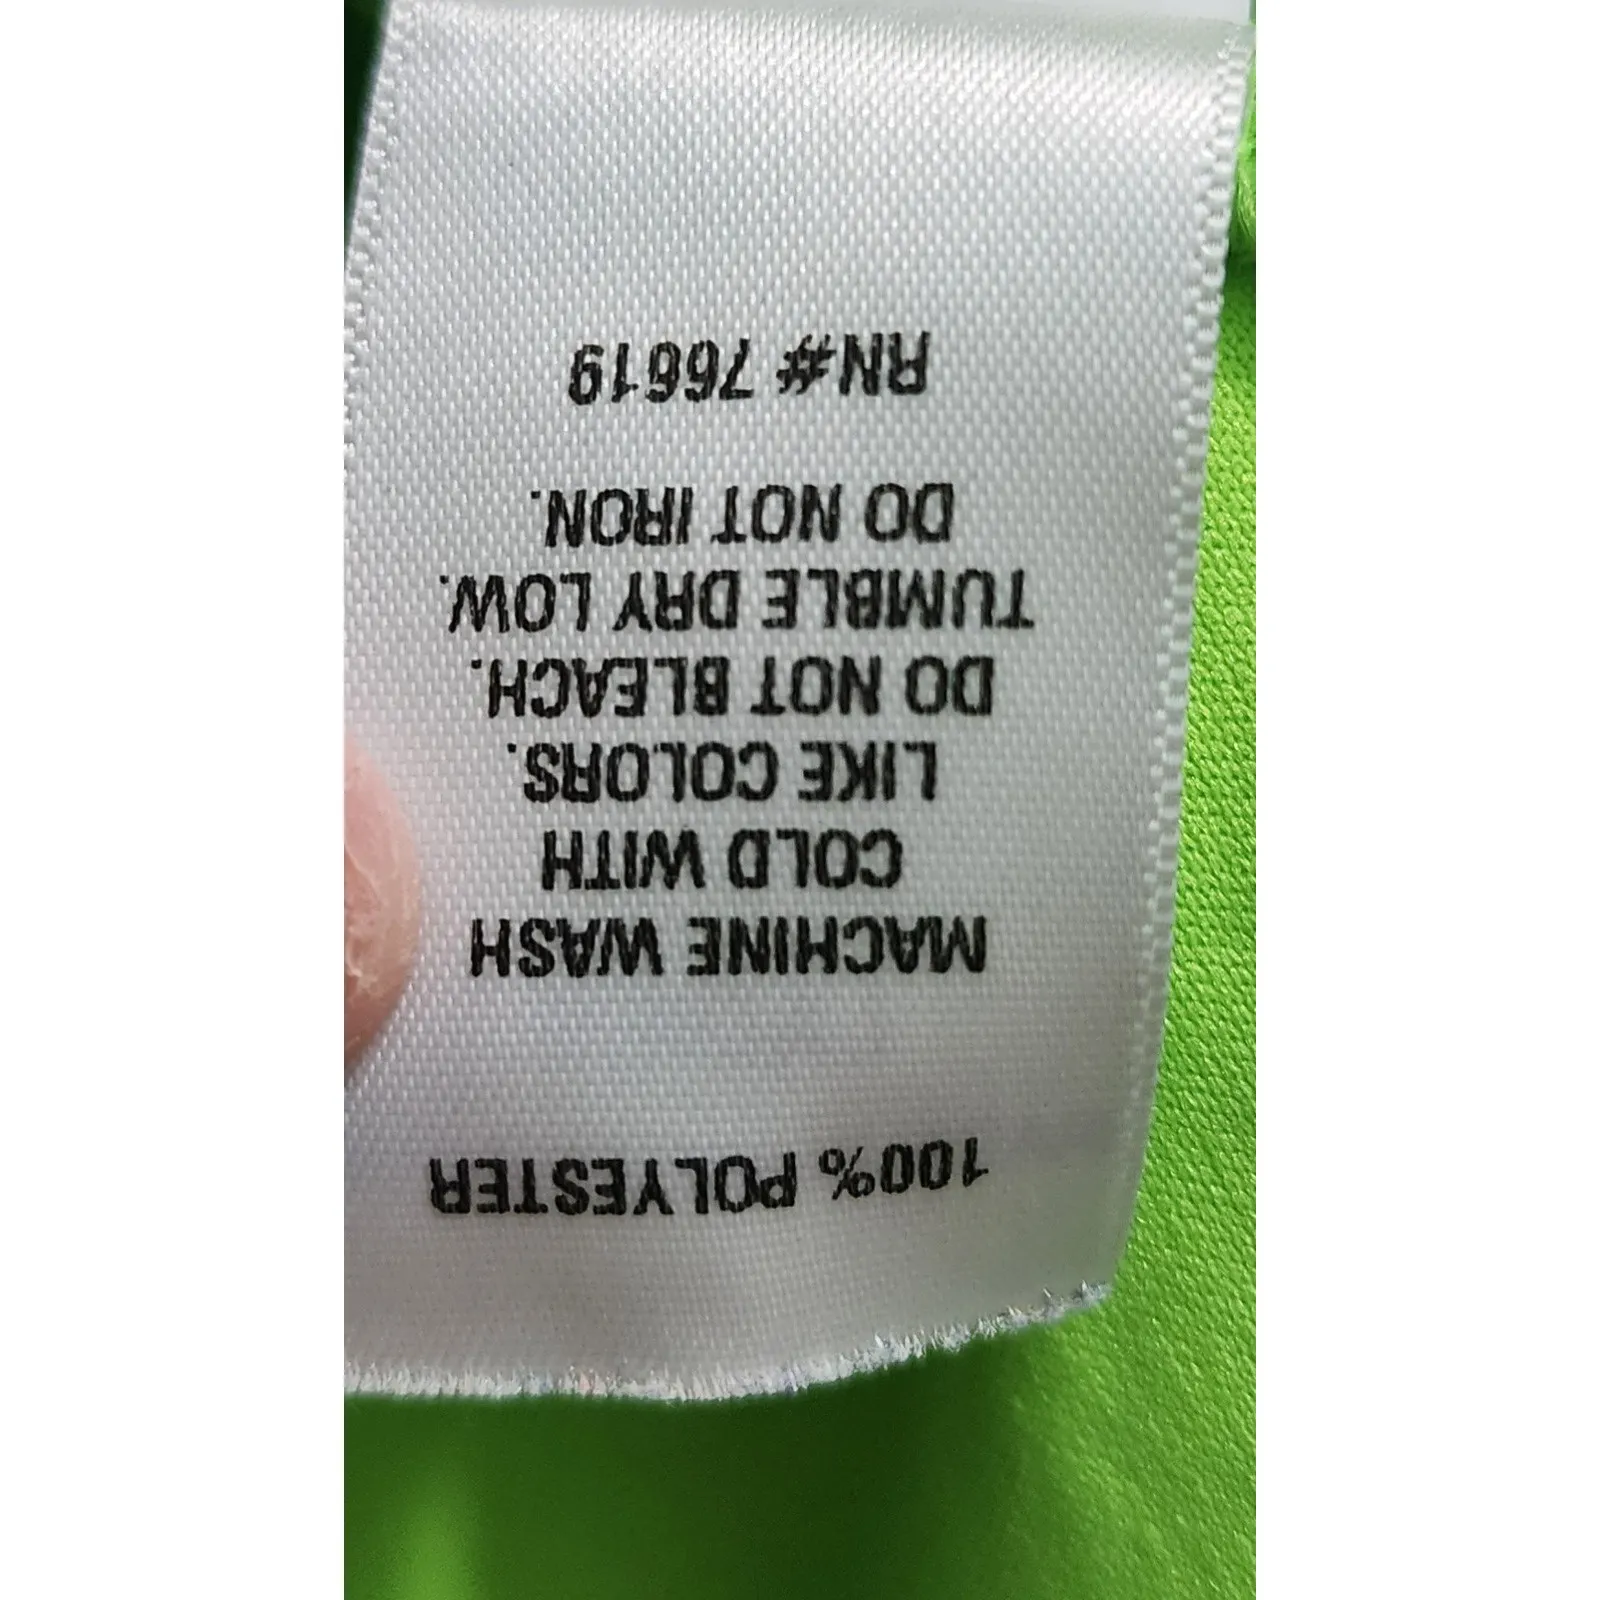 100% POLYESTER
MACHINE WASH
COLD WITH
LIKE COLORS.
DO NOT BLEACH.
TUMBLE DRY LOW.
DO NOT IRON.
RN# 76619